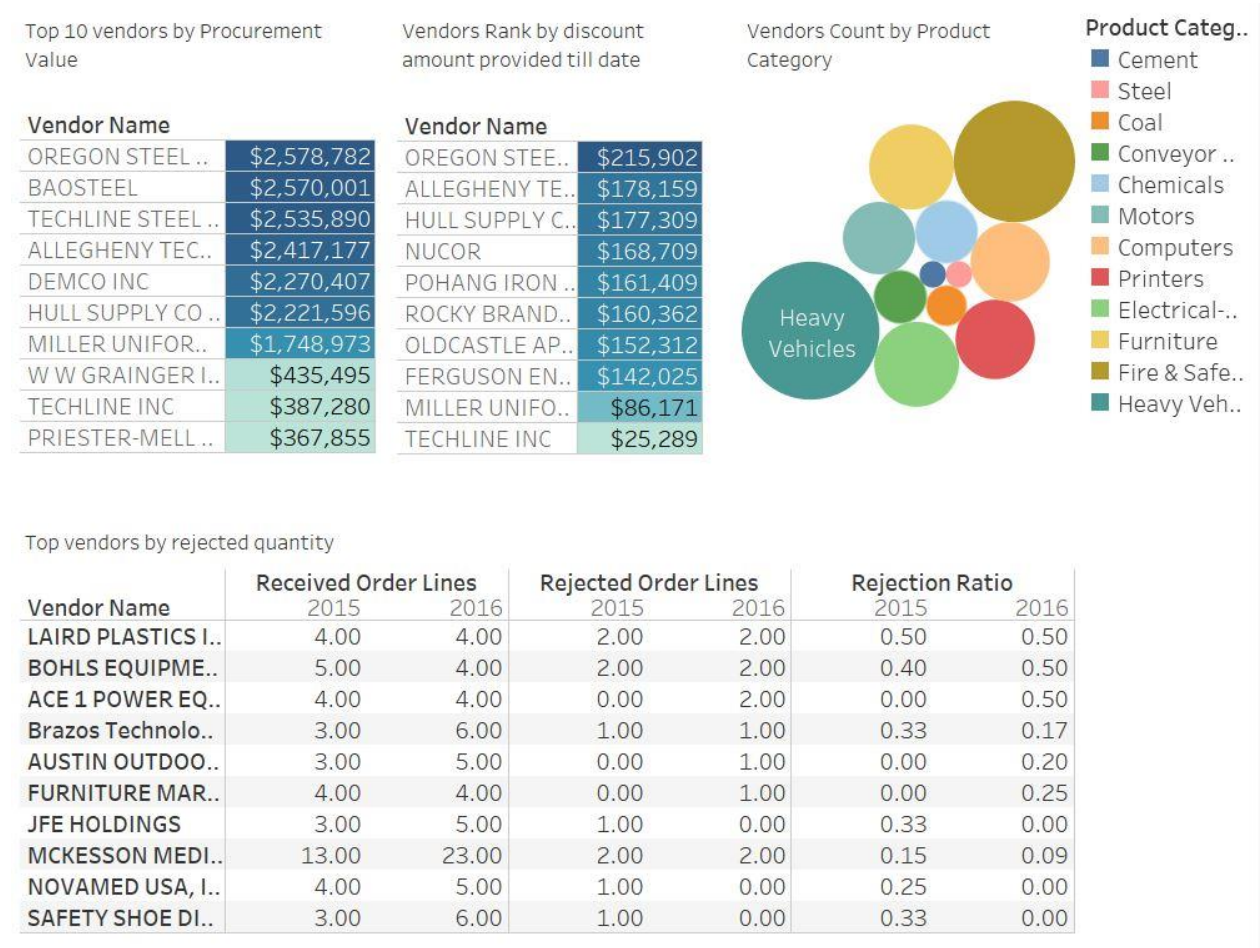 Top 10 vendors by Procurement
Value
Vendor Name
OREGON STEEL .. $2,578,782
BAOSTEEL $2,570,001
TECHLINE STEEL .. $2,535,890
ALLEGHENY TEC.. $2,417,177
DEMCO INC $2,270,407
HULL SUPPLY CO .. $2,221,596
MILLER UNIFOR.. $1,748,973
W W GRAINGER I.. $435,495
TECHLINE INC $387,280
PRIESTER-MELL .. $367,855
Vendors Rank by discount
amount provided till date
Vendor Name
OREGON STEE.. $215,902
ALLEGHENY TE.. $178,159
HULL SUPPLY C.. $177,309
NUCOR $168,709
POHANG IRON .. $161,409
ROCKY BRAND.. $160,362
OLDCASTLE AP.. $152,312
FERGUSON EN.. $142,025
MILLER UNIFO.. $86,171
TECHLINE INC $25,289
Vendors Count by Product
Category
Heavy
Vehicles
Product Categ..
Cement
Steel
Coal
Conveyor ..
Chemicals
Motors
Computers
Printers
Electrical-..
Furniture
Fire & Safe..
Heavy Veh..
Top vendors by rejected quantity
Received Order Lines Rejected Order Lines Rejection Ratio
Vendor Name 2015 2016 2015 2016 2015 2016
LAIRD PLASTICS I.. 4.00 4.00 2.00 2.00 0.50 0.50
BOHLS EQUIPME.. 5.00 4.00 2.00 2.00 0.40 0.50
ACE 1 POWER EQ.. 4.00 4.00 0.00 2.00 0.00 0.50
Brazos Technolo.. 3.00 6.00 1.00 1.00 0.33 0.17
AUSTIN OUTDOO.. 3.00 5.00 0.00 1.00 0.00 0.20
FURNITURE MAR.. 4.00 4.00 0.00 1.00 0.00 0.25
JFE HOLDINGS 3.00 5.00 1.00 0.00 0.33 0.00
MCKESSON MEDI.. 13.00 23.00 2.00 2.00 0.15 0.09
NOVAMED USA, I.. 4.00 5.00 1.00 0.00 0.25 0.00
SAFETY SHOE DI.. 3.00 6.00 1.00 0.00 0.33 0.00